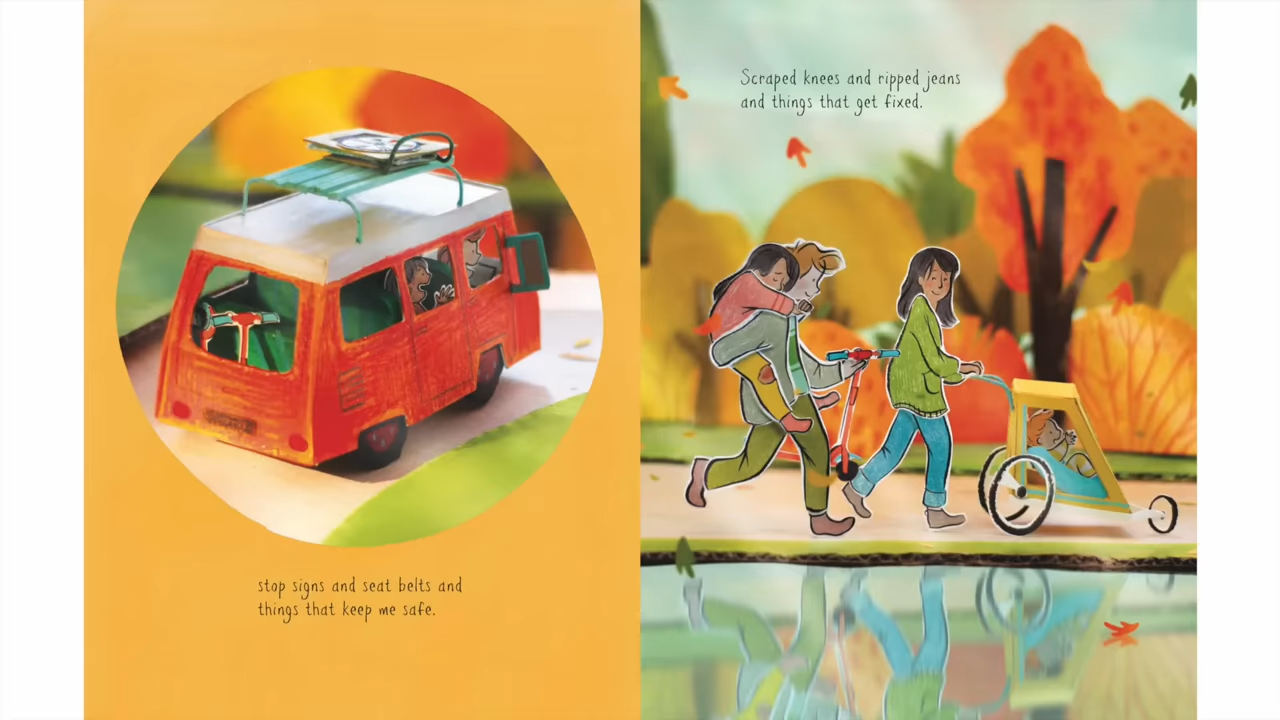 stop signs and seat belts and
things that keep me safe.
Scraped knees and ripped jeans
and things that get fixed.